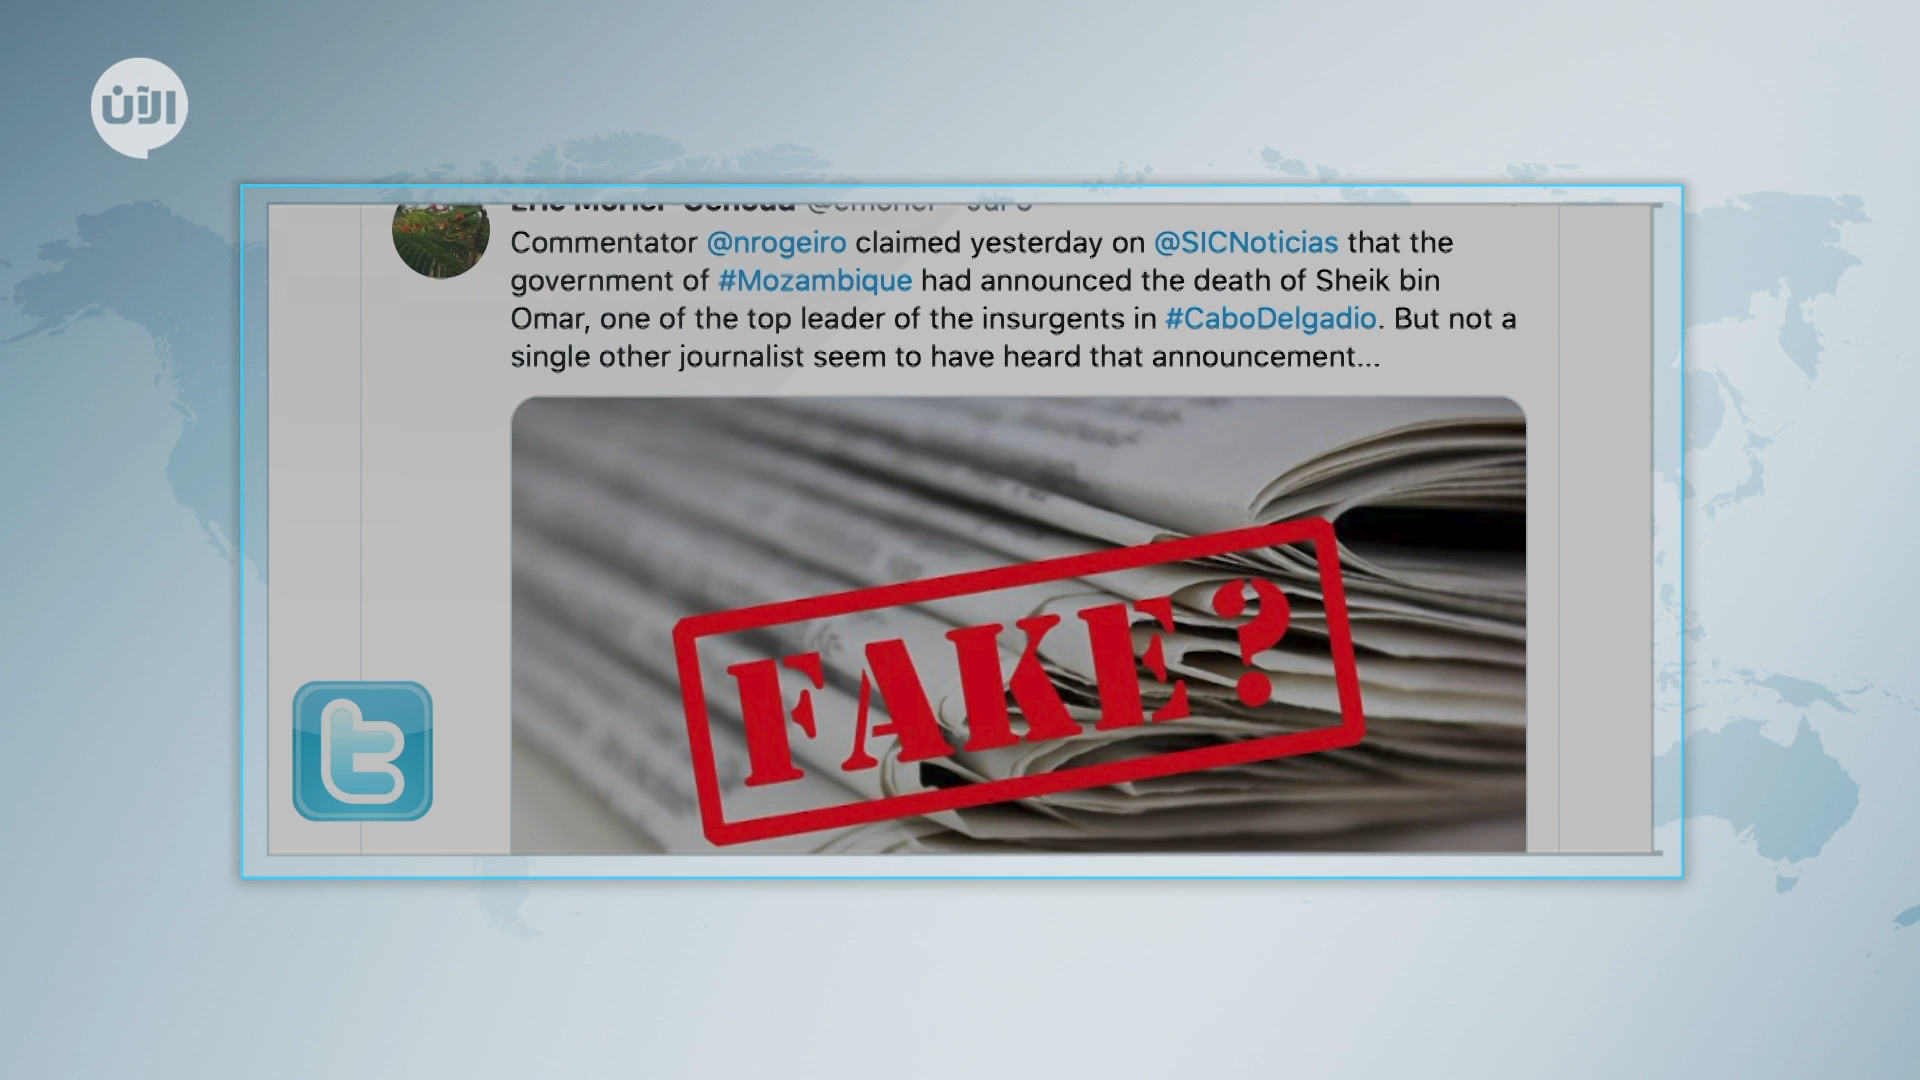 الآن
Commentator @nrogeiro claimed yesterday on @SICNoticias that the
government of #Mozambique had announced the death of Sheik bin
Omar, one of the top leader of the insurgents in #CaboDelgadio. But not a
single other journalist seem to have heard that announcement...
FAKE?